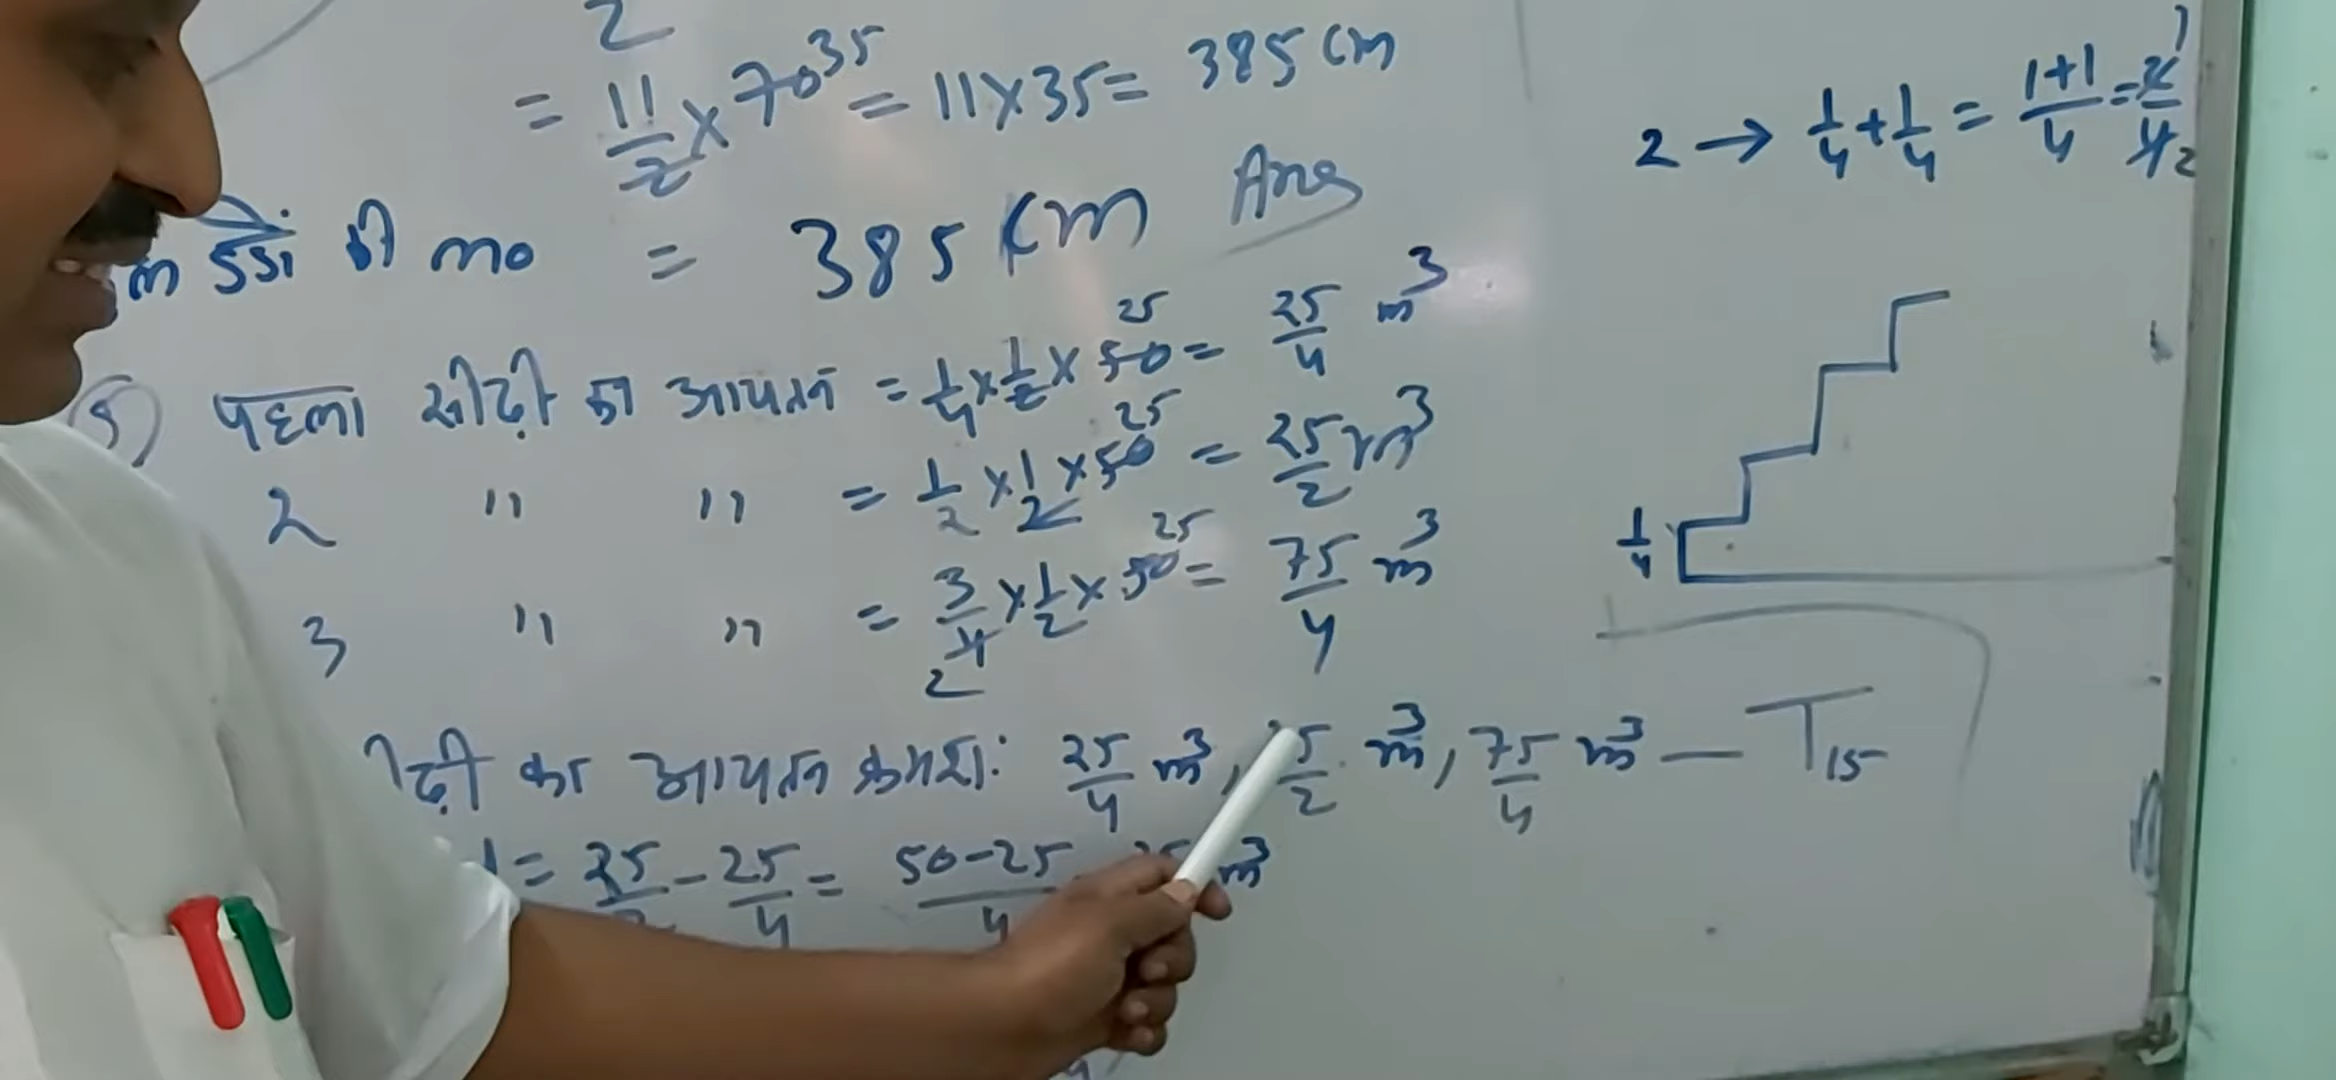 2
= 11/2 × 70 35 = 11×35 = 385 cm
डंडों की = 385 cm Ans
5) पहला सीढ़ी का आयतन = 1/4 × 1/2 × 50 25 = 25/4 m³
2 " " = 1/2 × 1/2 × 50 25 = 25/2 m³
3 " " = 3/4 2 × 1/2 × 50 25 = 75/4 m³
का आयतन क्रमशः 25/4 m³, 25/2 m³, 75/4 m³ — T₁₅
= 25/2 - 25/4 = 50-25/4 m³
2 → 1/4 + 1/4 = 1+1/4 = 2/4 1 2
1/4